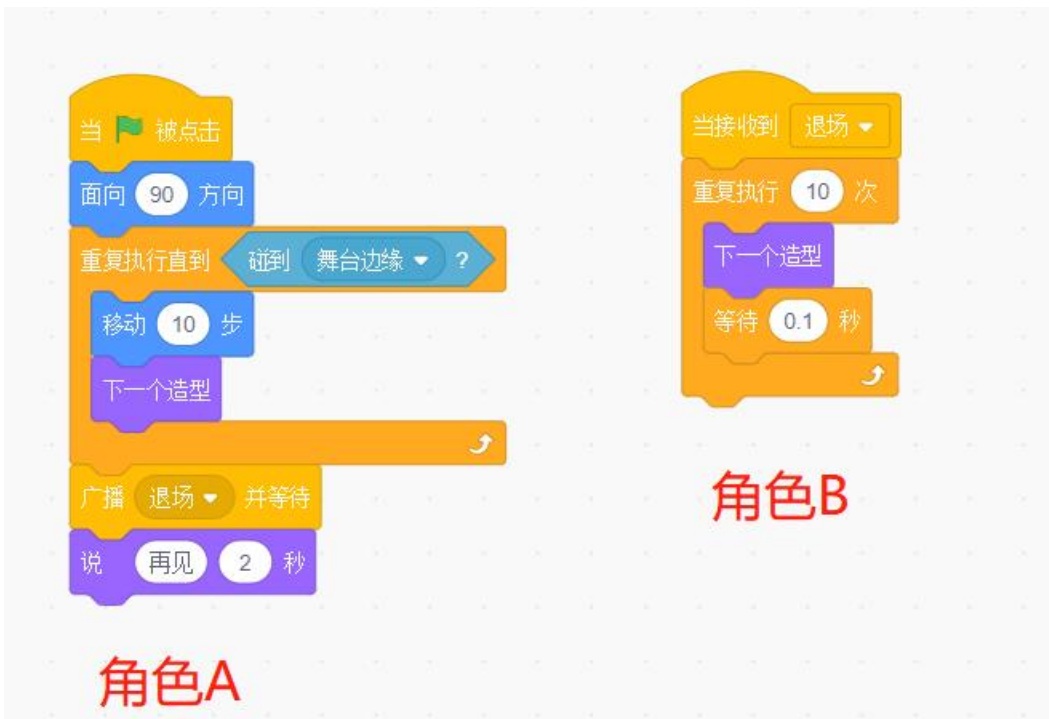 当 被点击
面向 90 方向
重复执行直到 碰到 舞台边缘 ?
移动 10 步
下一个造型
广播 退场 并等待
说 再见 2 秒
角色A
当接收到 退场
重复执行 10 次
下一个造型
等待 0.1 秒
角色B